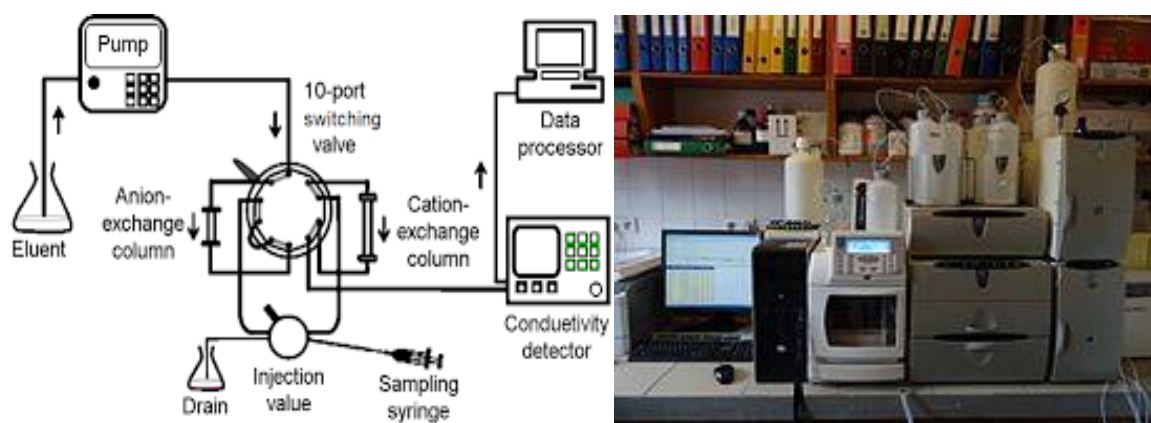 Pump
10-port
switching
valve
Data
processor
Anion-
exchange
column
Cation-
exchange
column
Eluent
Conduetivity
detector
Injection
value
Sampling
syringe
Drain